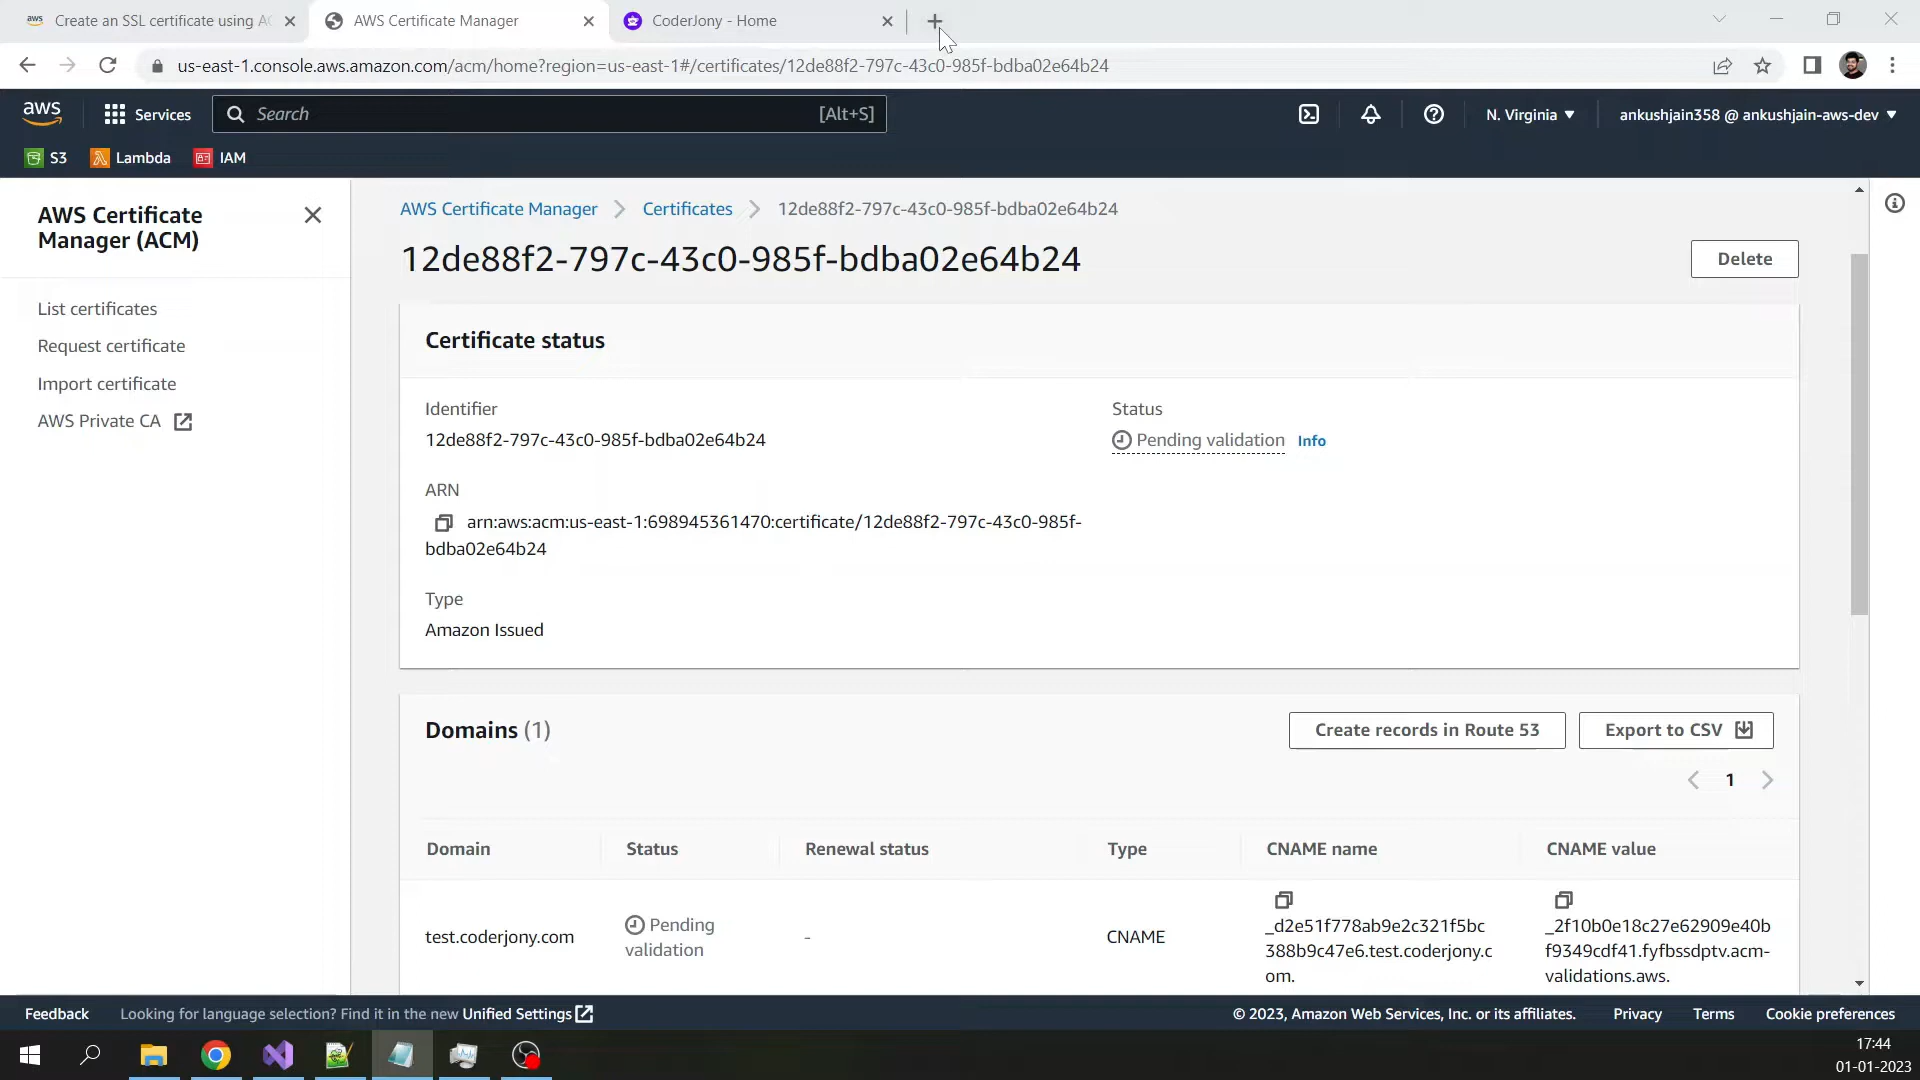 Create an SSL certificate using AC
AWS Certificate Manager
CoderJony - Home
us-east-1.console.aws.amazon.com/acm/home?region=us-east-1#/certificates/12de88f2-797c-43c0-985f-bdba02e64b24
aws
Services
Search
[Alt+S]
N. Virginia
ankushjain358 @ ankushjain-aws-dev
S3
Lambda
IAM
AWS Certificate
Manager (ACM)
List certificates
Request certificate
Import certificate
AWS Private CA
AWS Certificate Manager
Certificates
12de88f2-797c-43c0-985f-bdba02e64b24
12de88f2-797c-43c0-985f-bdba02e64b24
Delete
Certificate status
Identifier
12de88f2-797c-43c0-985f-bdba02e64b24
Status
Pending validation
Info
ARN
arn:aws:acm:us-east-1:698945361470:certificate/12de88f2-797c-43c0-985f-
bdba02e64b24
Type
Amazon Issued
Domains (1)
Create records in Route 53
Export to CSV
1
Domain
Status
Renewal status
Type
CNAME name
CNAME value
test.coderjony.com
Pending
validation
-
CNAME
_d2e51f778ab9e2c321f5bc
388b9c47e6.test.coderjony.c
om.
_2f10b0e18c27e62909e40b
f9349cdf41.fyfbssdptv.acm-
validations.aws.
Feedback
Looking for language selection? Find it in the new Unified Settings
© 2023, Amazon Web Services, Inc. or its affiliates.
Privacy
Terms
Cookie preferences
17:44
01-01-2023